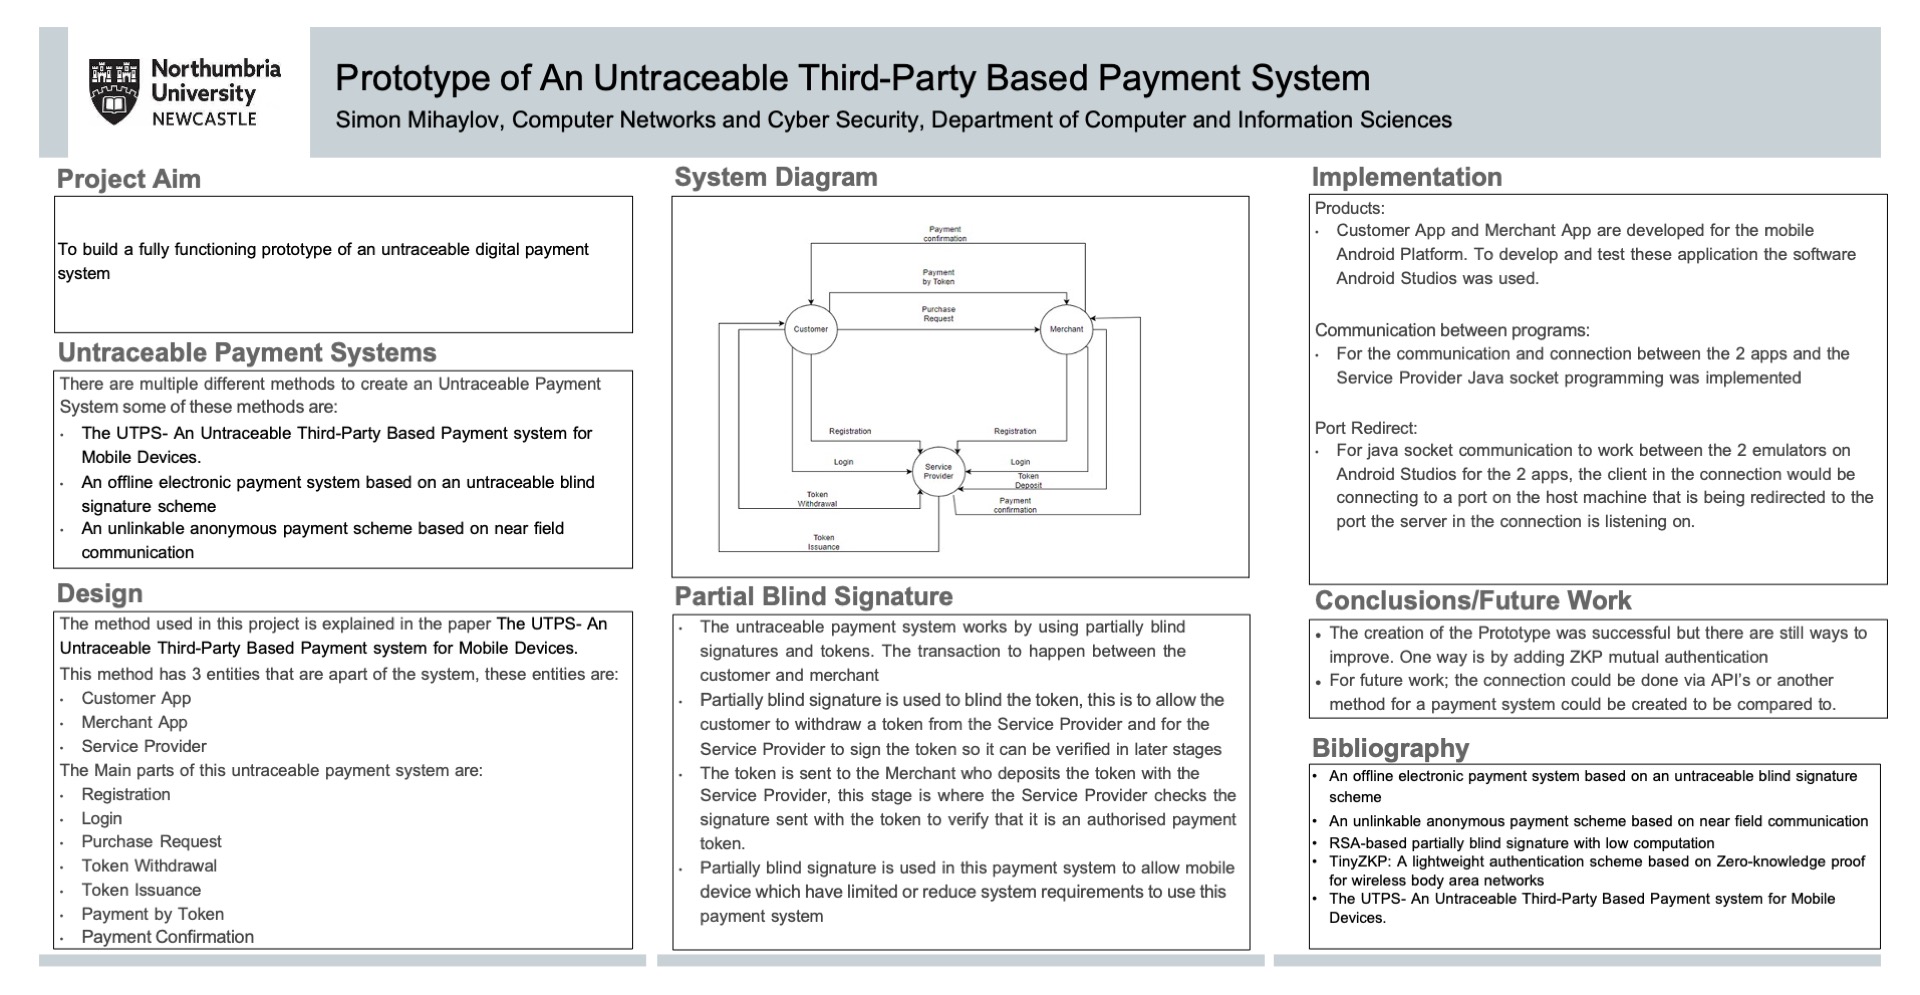 Northumbria
University
NEWCASTLE
Prototype of An Untraceable Third-Party Based Payment System
Simon Mihaylov, Computer Networks and Cyber Security, Department of Computer and Information Sciences
Project Aim
To build a fully functioning prototype of an untraceable digital payment
system
Untraceable Payment Systems
There are multiple different methods to create an Untraceable Payment
System some of these methods are:
· The UTPS- An Untraceable Third-Party Based Payment system for
Mobile Devices.
· An offline electronic payment system based on an untraceable blind
signature scheme
· An unlinkable anonymous payment scheme based on near field
communication
Design
The method used in this project is explained in the paper The UTPS- An
Untraceable Third-Party Based Payment system for Mobile Devices.
This method has 3 entities that are apart of the system, these entities are:
· Customer App
· Merchant App
· Service Provider
The Main parts of this untraceable payment system are:
· Registration
· Login
· Purchase Request
· Token Withdrawal
· Token Issuance
· Payment by Token
· Payment Confirmation
System Diagram
Payment
confirmation
Payment
by Token
Purchase
Request
Customer
Merchant
Registration
Registration
Login
Service
Provider
Login
Token
Deposit
Token
Withdrawal
Payment
confirmation
Token
Issuance
Partial Blind Signature
· The untraceable payment system works by using partially blind
signatures and tokens. The transaction to happen between the
customer and merchant
· Partially blind signature is used to blind the token, this is to allow the
customer to withdraw a token from the Service Provider and for the
Service Provider to sign the token so it can be verified in later stages
· The token is sent to the Merchant who deposits the token with the
Service Provider, this stage is where the Service Provider checks the
signature sent with the token to verify that it is an authorised payment
token.
· Partially blind signature is used in this payment system to allow mobile
device which have limited or reduce system requirements to use this
payment system
Implementation
Products:
· Customer App and Merchant App are developed for the mobile
Android Platform. To develop and test these application the software
Android Studios was used.
Communication between programs:
· For the communication and connection between the 2 apps and the
Service Provider Java socket programming was implemented
Port Redirect:
· For java socket communication to work between the 2 emulators on
Android Studios for the 2 apps, the client in the connection would be
connecting to a port on the host machine that is being redirected to the
port the server in the connection is listening on.
Conclusions/Future Work
• The creation of the Prototype was successful but there are still ways to
improve. One way is by adding ZKP mutual authentication
• For future work; the connection could be done via API's or another
method for a payment system could be created to be compared to.
Bibliography
• An offline electronic payment system based on an untraceable blind signature
scheme
• An unlinkable anonymous payment scheme based on near field communication
• RSA-based partially blind signature with low computation
• TinyZKP: A lightweight authentication scheme based on Zero-knowledge proof
for wireless body area networks
• The UTPS- An Untraceable Third-Party Based Payment system for Mobile
Devices.